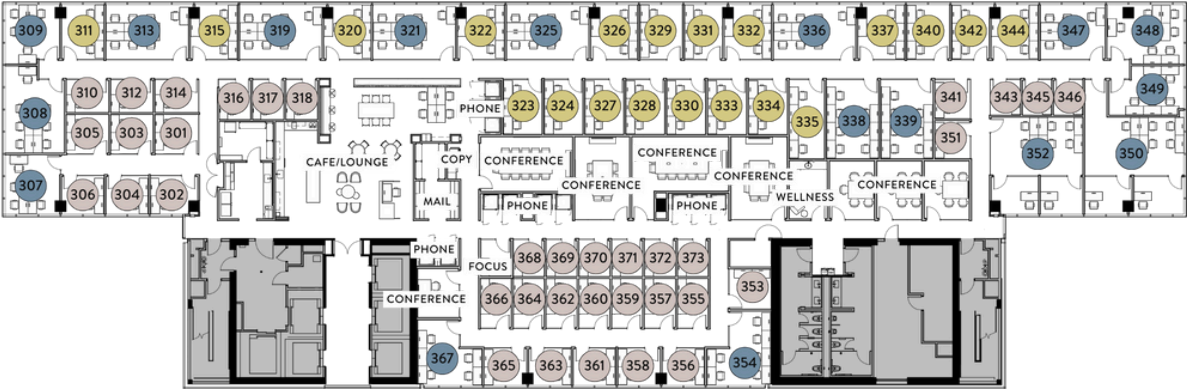 309 311 313 315 319 320 321 322 325 326 329 331 332 336 337 340 342 344 347 348
310 312 314 316 317 318 323 324 327 328 330 333 334 341 343 345 346 349
PHONE
308 305 303 301 335 338 339 351 352 350
CAFE/LOUNGE COPY CONFERENCE CONFERENCE
CONFERENCE CONFERENCE CONFERENCE
307 306 304 302 MAIL PHONE PHONE WELLNESS
PHONE
FOCUS 368 369 370 371 372 373
CONFERENCE 366 364 362 360 359 357 355 353
367 365 363 361 358 356 354